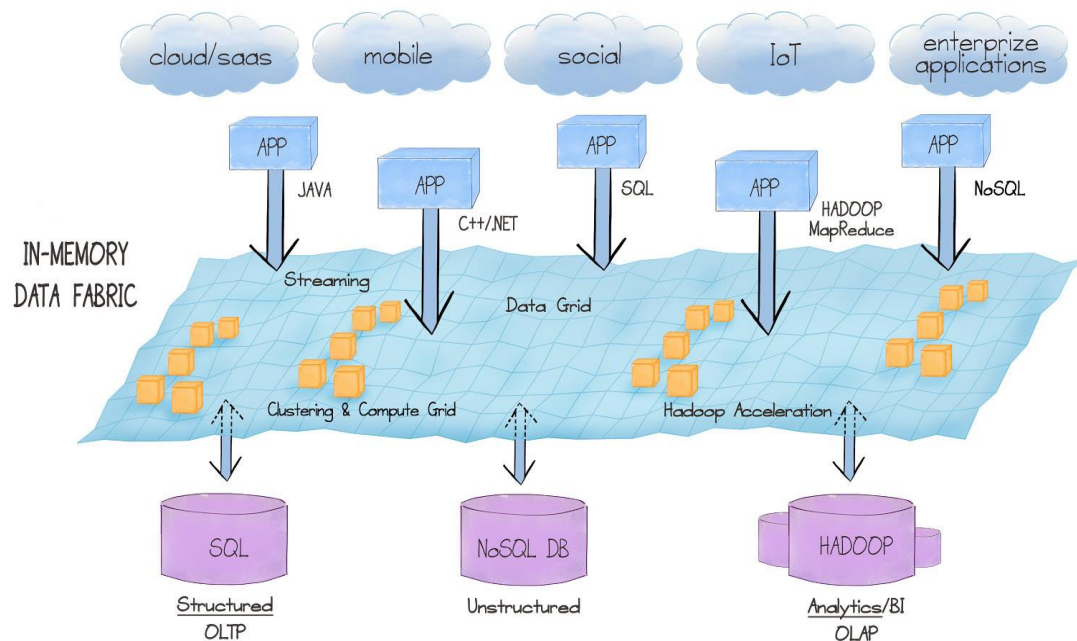 cloud/saas
mobile
social
IoT
enterprize
applications
APP
APP
APP
APP
APP
JAVA
C++/.NET
SQL
HADOOP
MapReduce
NoSQL
IN-MEMORY
DATA FABRIC
Streaming
Data Grid
Clustering & Compute Grid
Hadoop Acceleration
SQL
NoSQL DB
HADOOP
Structured
OLTP
Unstructured
Analytics/BI
OLAP